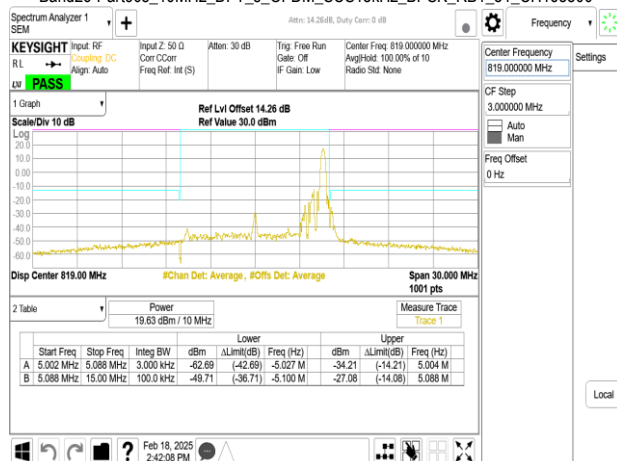 Spectrum Analyzer 1
SEM
Attn: 14.26dB, Duty Corr: 0 dB
Frequency
KEYSIGHT
Input: RF
Input Z: 50 Ω
Atten: 30 dB
Trig: Free Run
Center Freq: 819.000000 MHz
RL
Coupling: DC
Corr CCorr
Gate: Off
Avg|Hold: 100.00% of 10
Align: Auto
Freq Ref: Int (S)
IF Gain: Low
Radio Std: None
LXI
PASS
Center Frequency
819.000000 MHz
Settings
CF Step
3.000000 MHz
Auto
Man
Freq Offset
0 Hz
1 Graph
Ref Lvl Offset 14.26 dB
Scale/Div 10 dB
Ref Value 30.0 dBm
Log
20.0
10.0
0.00
-10.0
-20.0
-30.0
-40.0
-50.0
-60.0
Disp Center 819.00 MHz
#Chan Det: Average , #Offs Det: Average
Span 30.000 MHz
1001 pts
2 Table
Power
19.63 dBm / 10 MHz
Measure Trace
Trace 1
Lower
Upper
Start Freq Stop Freq Integ BW dBm ΔLimit(dB) Freq (Hz) dBm ΔLimit(dB) Freq (Hz)
A 5.002 MHz 5.088 MHz 3.000 kHz -62.69 (-42.69) -5.027 M -34.21 (-14.21) 5.004 M
B 5.088 MHz 15.00 MHz 100.0 kHz -49.71 (-36.71) -5.100 M -27.08 (-14.08) 5.088 M
Local
Feb 18, 2025
2:42:08 PM